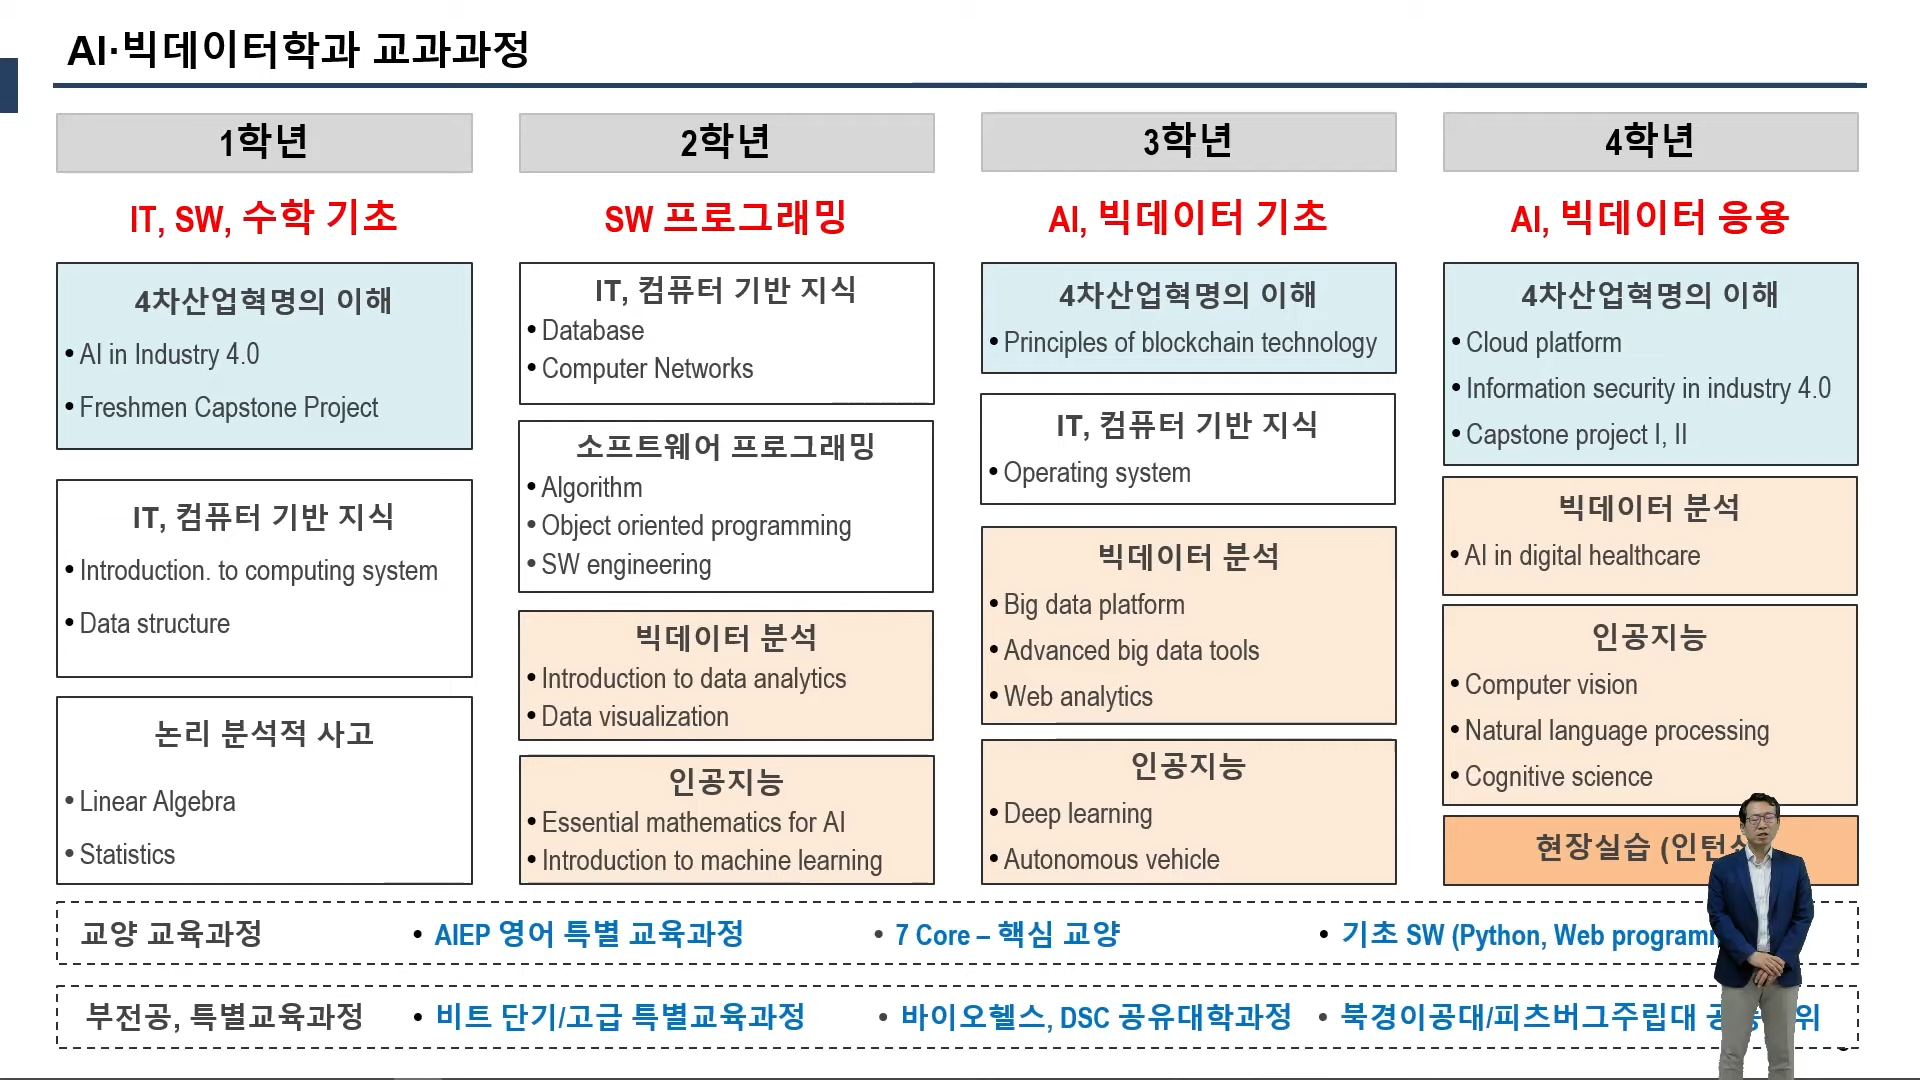 AI·빅데이터학과 교과과정
1학년
IT, SW, 수학 기초
4차산업혁명의 이해
• AI in Industry 4.0
• Freshmen Capstone Project
IT, 컴퓨터 기반 지식
• Introduction. to computing system
• Data structure
논리 분석적 사고
• Linear Algebra
• Statistics
2학년
SW 프로그래밍
IT, 컴퓨터 기반 지식
• Database
• Computer Networks
소프트웨어 프로그래밍
• Algorithm
• Object oriented programming
• SW engineering
빅데이터 분석
• Introduction to data analytics
• Data visualization
인공지능
• Essential mathematics for AI
• Introduction to machine learning
3학년
AI, 빅데이터 기초
4차산업혁명의 이해
• Principles of blockchain technology
IT, 컴퓨터 기반 지식
• Operating system
빅데이터 분석
• Big data platform
• Advanced big data tools
• Web analytics
인공지능
• Deep learning
• Autonomous vehicle
4학년
AI, 빅데이터 응용
4차산업혁명의 이해
• Cloud platform
• Information security in industry 4.0
• Capstone project I, II
빅데이터 분석
• AI in digital healthcare
인공지능
• Computer vision
• Natural language processing
• Cognitive science
현장실습
교양 교육과정 • AIEP 영어 특별 교육과정 • 7 Core – 핵심 교양 • 기초 SW (Python, Web
부전공, 특별교육과정 • 비트 단기/고급 특별교육과정 • 바이오헬스, DSC 공유대학과정 • 북경이공대/피츠버그주립대